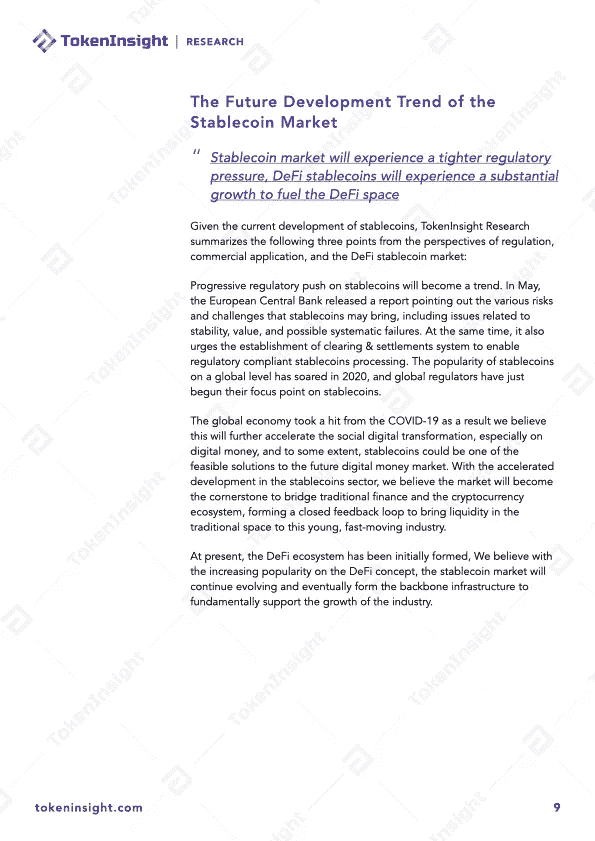 TokenInsight | RESEARCH
The Future Development Trend of the
Stablecoin Market
" Stablecoin market will experience a tighter regulatory
pressure, DeFi stablecoins will experience a substantial
growth to fuel the DeFi space
Given the current development of stablecoins, TokenInsight Research
summarizes the following three points from the perspectives of regulation,
commercial application, and the DeFi stablecoin market:
Progressive regulatory push on stablecoins will become a trend. In May,
the European Central Bank released a report pointing out the various risks
and challenges that stablecoins may bring, including issues related to
stability, value, and possible systematic failures. At the same time, it also
urges the establishment of clearing & settlements system to enable
regulatory compliant stablecoins processing. The popularity of stablecoins
on a global level has soared in 2020, and global regulators have just
begun their focus point on stablecoins.
The global economy took a hit from the COVID-19 as a result we believe
this will further accelerate the social digital transformation, especially on
digital money, and to some extent, stablecoins could be one of the
feasible solutions to the future digital money market. With the accelerated
development in the stablecoins sector, we believe the market will become
the cornerstone to bridge traditional finance and the cryptocurrency
ecosystem, forming a closed feedback loop to bring liquidity in the
traditional space to this young, fast-moving industry.
At present, the DeFi ecosystem has been initially formed, We believe with
the increasing popularity on the DeFi concept, the stablecoin market will
continue evolving and eventually form the backbone infrastructure to
fundamentally support the growth of the industry.
tokeninsight.com
9